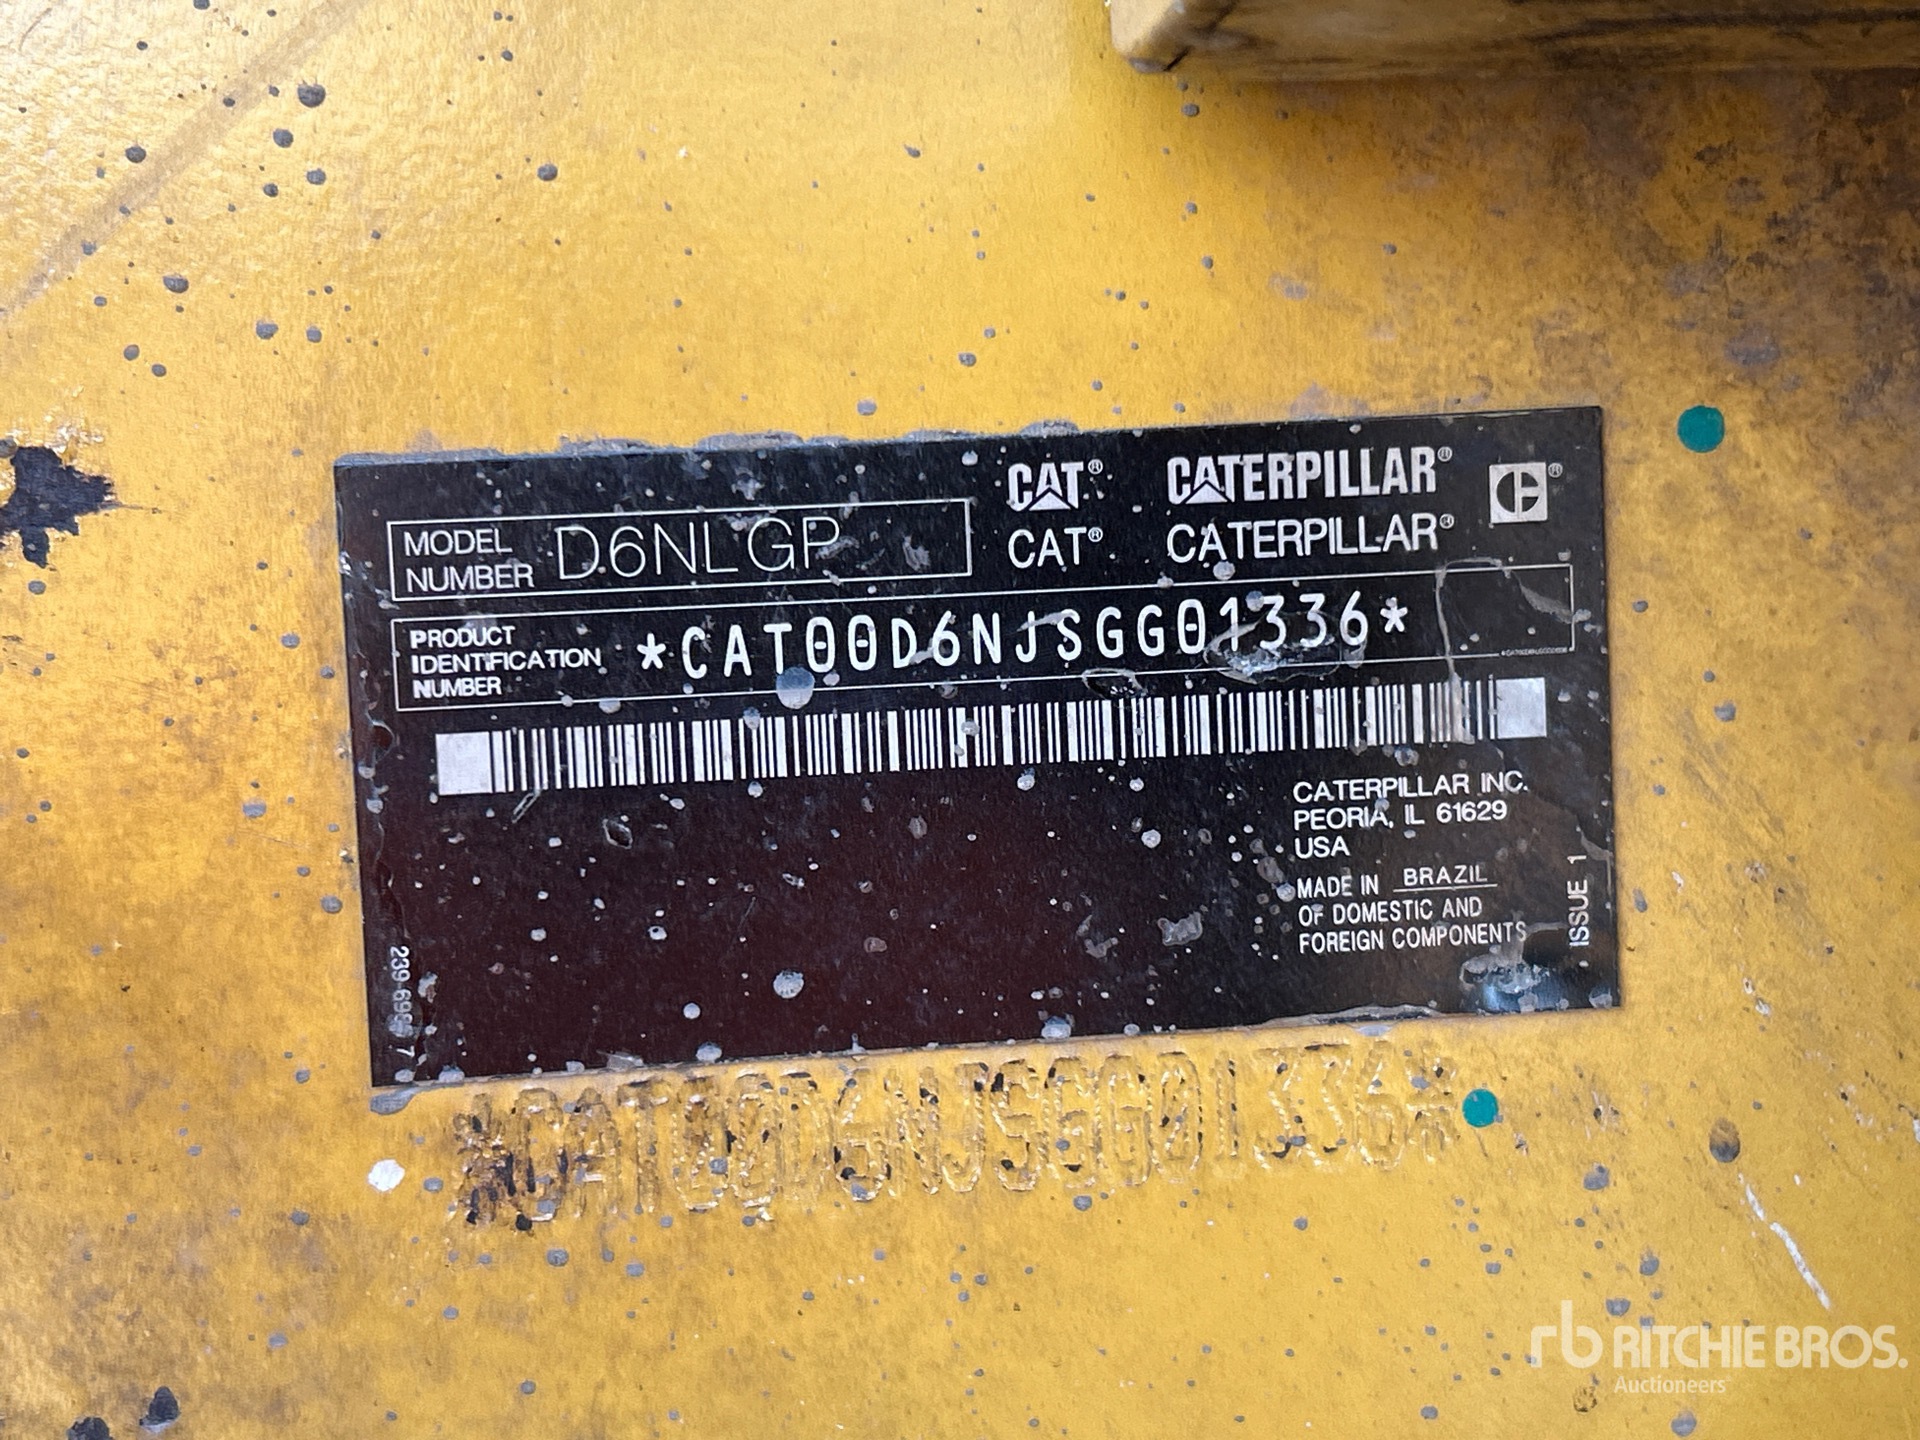 CAT® CATERPILLAR® ®
MODEL NUMBER D6NLGP CAT® CATERPILLAR®
PRODUCT
IDENTIFICATION *CAT00D6NJSGG01336*
NUMBER
CATERPILLAR INC.
PEORIA, IL 61629
USA
MADE IN BRAZIL
OF DOMESTIC AND
FOREIGN COMPONENTS
ISSUE 1
*CAT00D6NJSGG01336*
rb RITCHIE BROS.
Auctioneers